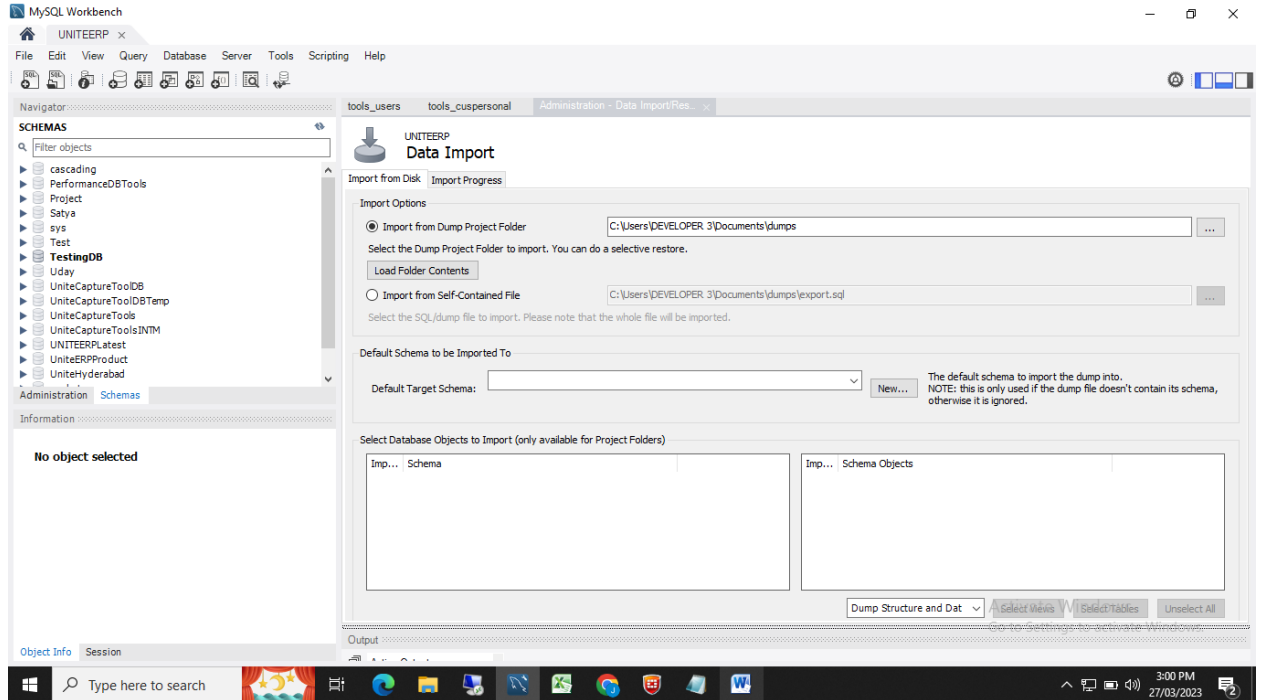 MySQL Workbench
UNITEERP
File Edit View Query Database Server Tools Scripting Help
Navigator
SCHEMAS
Filter objects
cascading
PerformanceDBTools
Project
Satya
sys
Test
TestingDB
Uday
UniteCaptureToolDB
UniteCaptureToolDBTemp
UniteCaptureTools
UniteCaptureToolsINTM
UNITEERPLatest
UniteERPProduct
UniteHyderabad
Administration Schemas
Information
No object selected
Object Info Session
tools_users tools_cuspersonal Administration - Data Import/Res...
UNITEERP
Data Import
Import from Disk Import Progress
Import Options
Import from Dump Project Folder C:\Users\DEVELOPER 3\Documents\dumps ...
Select the Dump Project Folder to import. You can do a selective restore.
Load Folder Contents
Import from Self-Contained File C:\Users\DEVELOPER 3\Documents\dumps\export.sql ...
Select the SQL/dump file to import. Please note that the whole file will be imported.
Default Schema to be Imported To
Default Target Schema: New...
The default schema to import the dump into.
NOTE: this is only used if the dump file doesn't contain its schema,
otherwise it is ignored.
Select Database Objects to Import (only available for Project Folders)
Imp... Schema
Imp... Schema Objects
Dump Structure and Dat Select Views Select Tables Unselect All
Activate Windows
Go to Settings to activate Windows.
Output
Type here to search
3:00 PM
27/03/2023
2